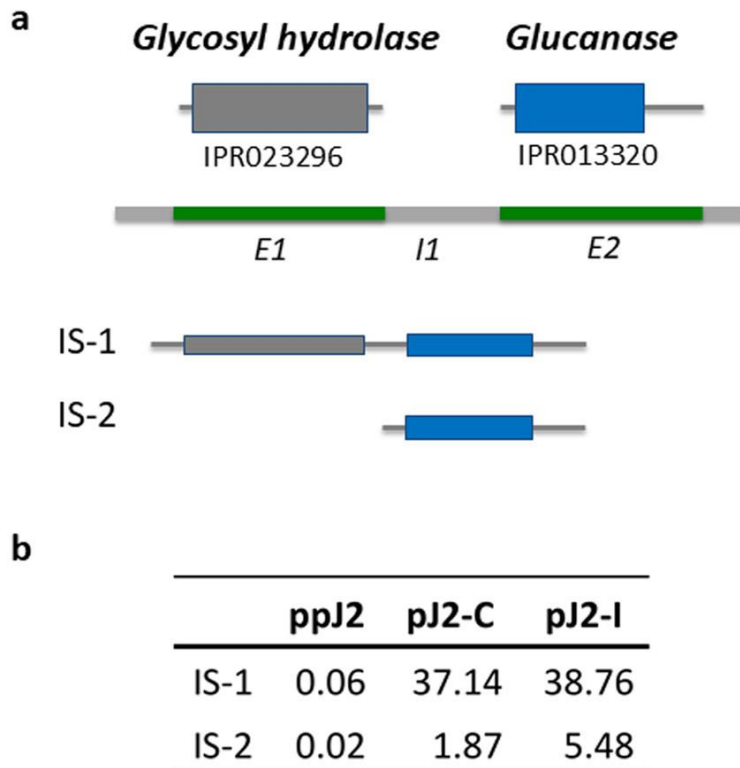 a
Glycosyl hydrolase Glucanase
IPR023296 IPR013320
E1 I1 E2
IS-1
IS-2
b
ppJ2 pJ2-C pJ2-I
IS-1 0.06 37.14 38.76
IS-2 0.02 1.87 5.48